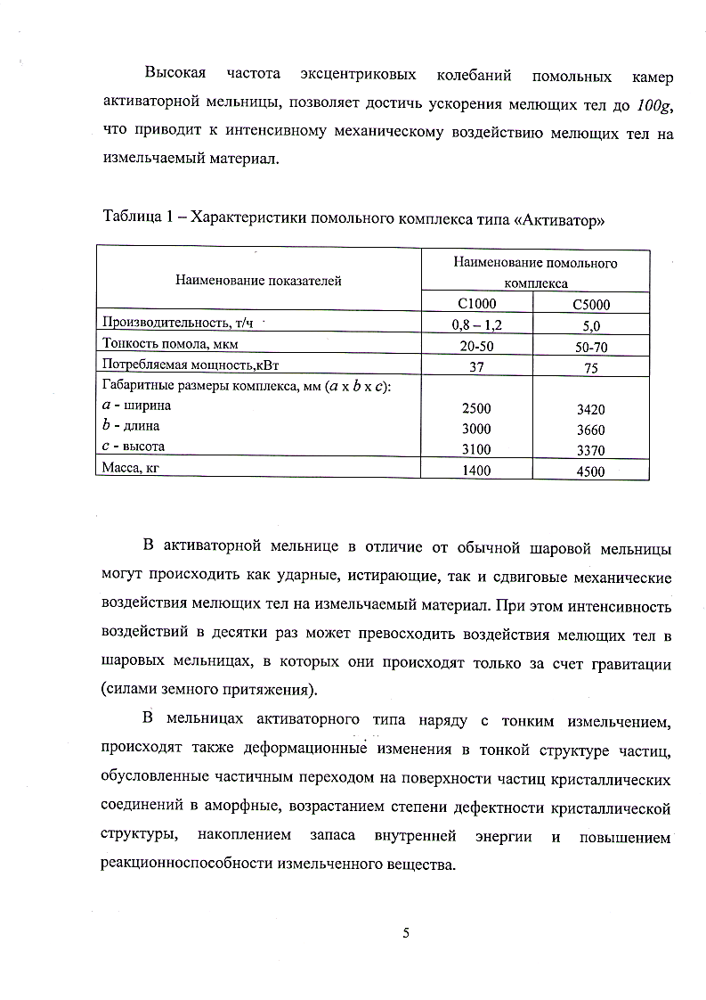 Высокая частота эксцентриковых колебаний помольных камер
активаторной мельницы, позволяет достичь ускорения мелющих тел до 100g,
что приводит к интенсивному механическому воздействию мелющих тел на
измельчаемый материал.
Таблица 1 – Характеристики помольного комплекса типа «Активатор»
Наименование показателей
Наименование помольного
комплекса
С1000 С5000
Производительность, т/ч 0,8 – 1,2 5,0
Тонкость помола, мкм 20-50 50-70
Потребляемая мощность,кВт 37 75
Габаритные размеры комплекса, мм (a x b x c):
a - ширина 2500 3420
b - длина 3000 3660
c - высота 3100 3370
Масса, кг 1400 4500
В активаторной мельнице в отличие от обычной шаровой мельницы
могут происходить как ударные, истирающие, так и сдвиговые механические
воздействия мелющих тел на измельчаемый материал. При этом интенсивность
воздействий в десятки раз может превосходить воздействия мелющих тел в
шаровых мельницах, в которых они происходят только за счет гравитации
(силами земного притяжения).
В мельницах активаторного типа наряду с тонким измельчением,
происходят также деформационные изменения в тонкой структуре частиц,
обусловленные частичным переходом на поверхности частиц кристаллических
соединений в аморфные, возрастанием степени дефектности кристаллической
структуры, накоплением запаса внутренней энергии и повышением
реакционноспособности измельченного вещества.
5